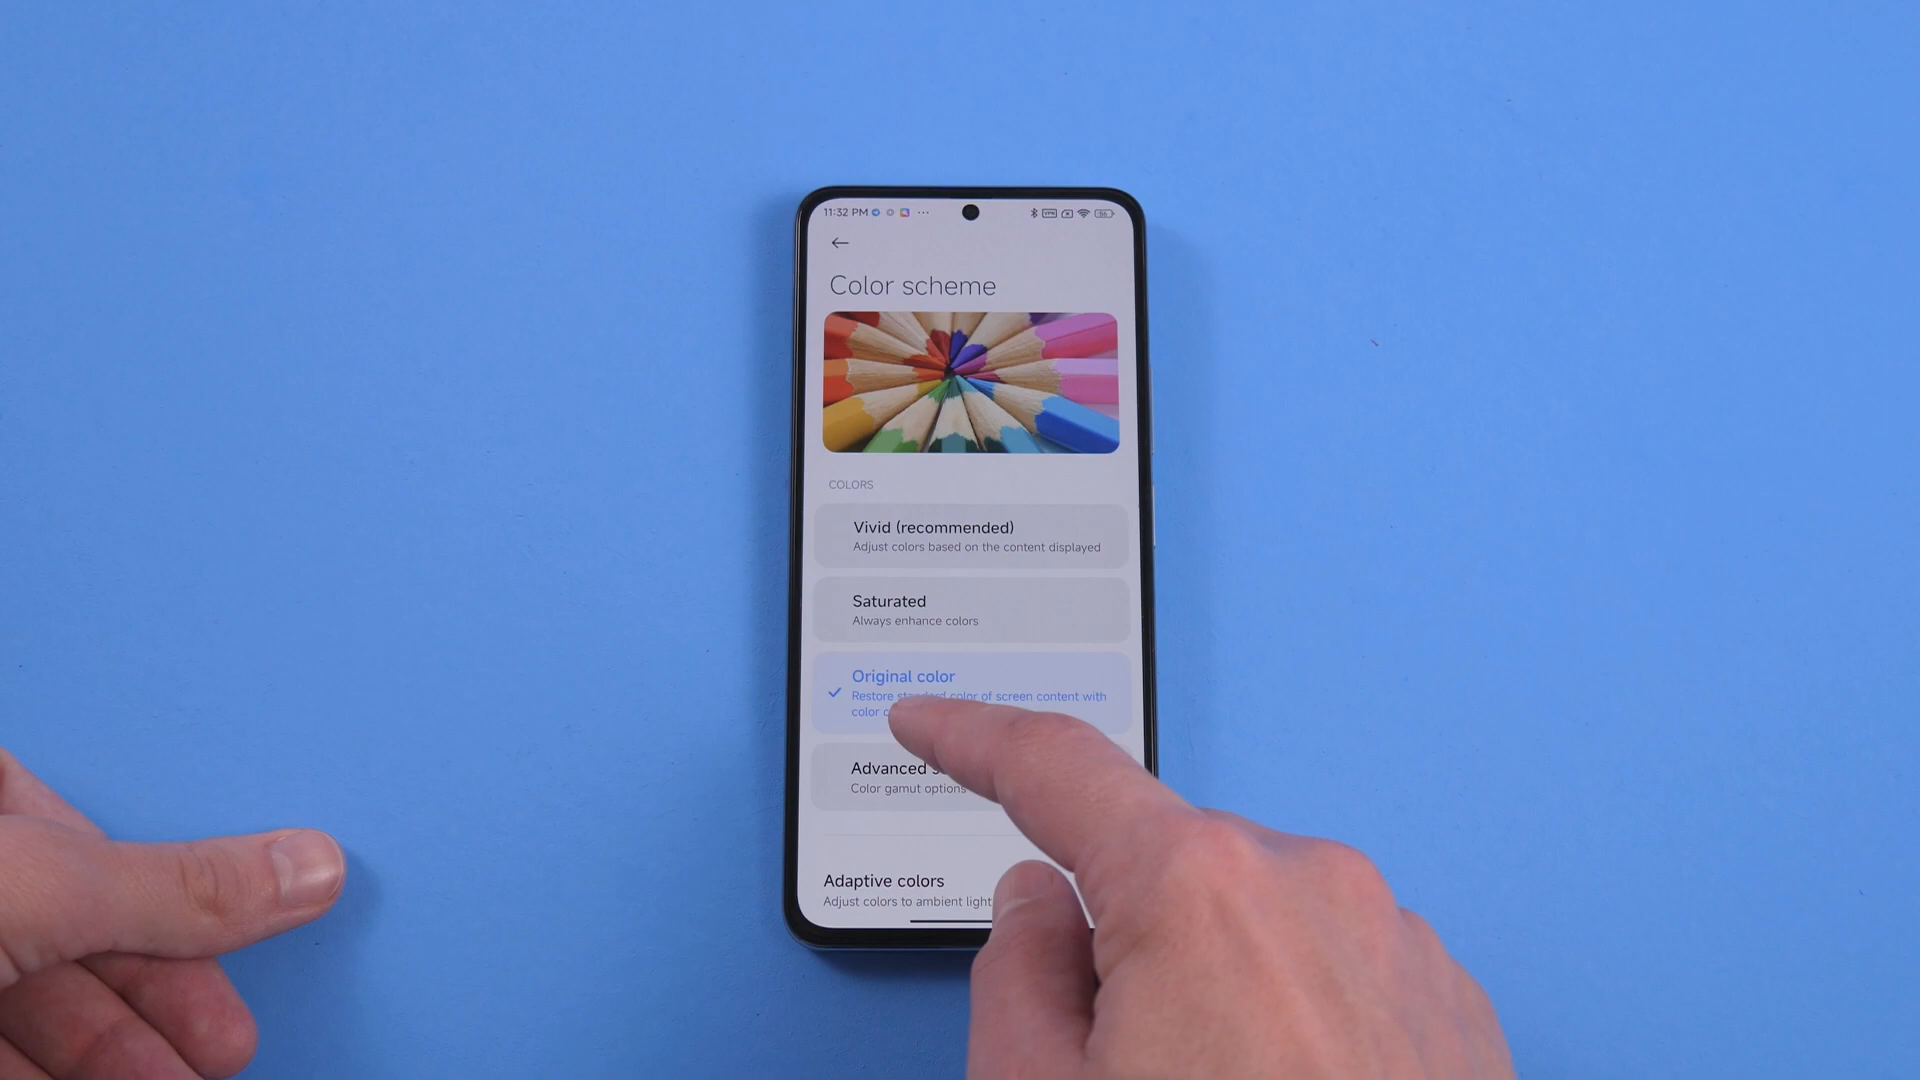 11:32 PM
VPN
Color scheme
COLORS
Vivid (recommended)
Adjust colors based on the content displayed
Saturated
Always enhance colors
Original color
Restore standard color of screen content with
color
Advanced
Color gamut options
Adaptive colors
Adjust colors to ambient light